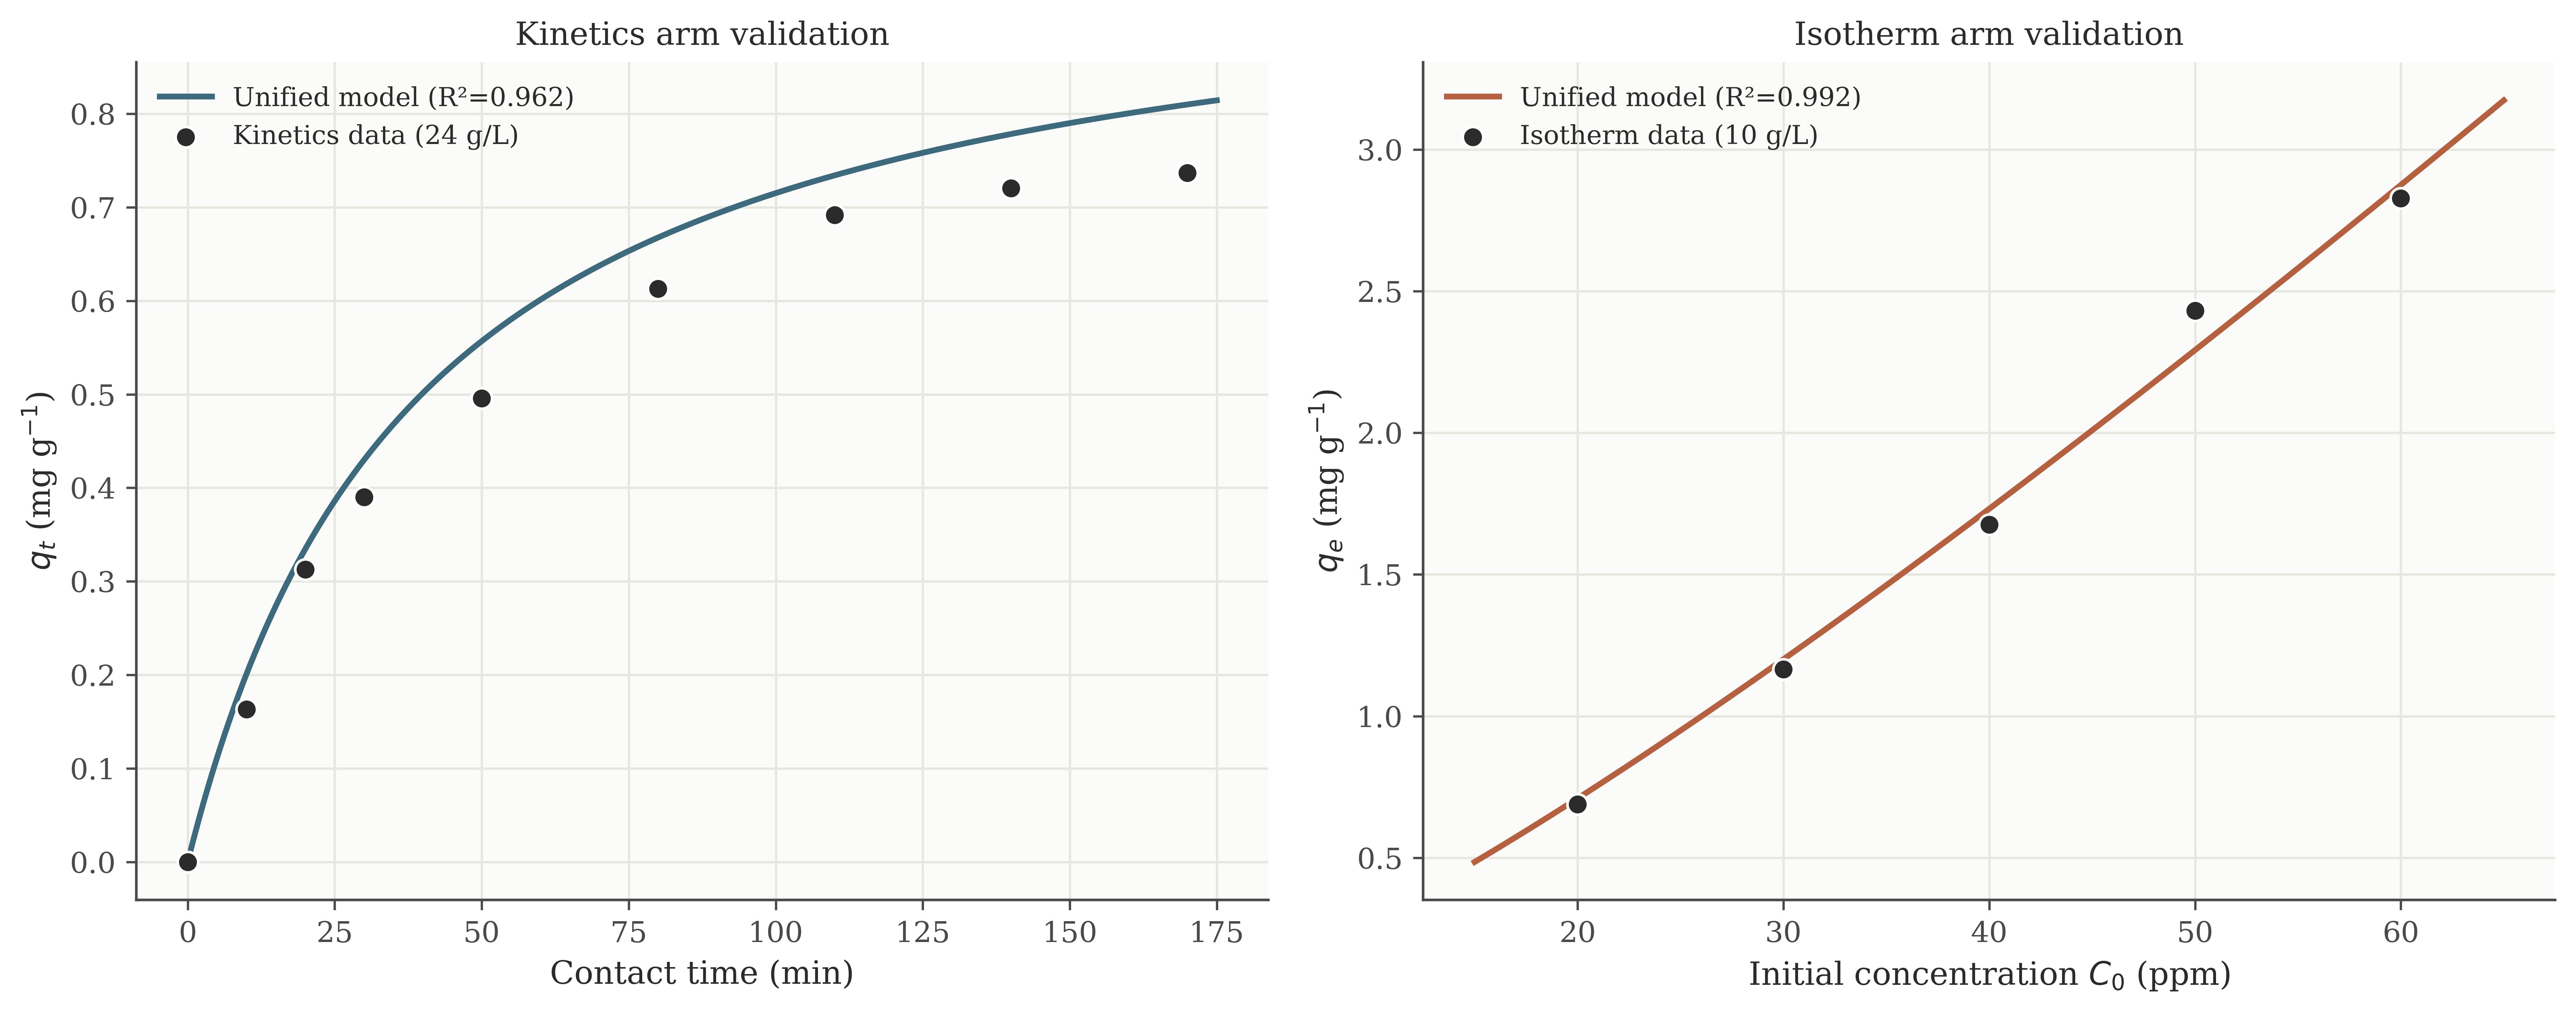 Kinetics arm validation
Unified model (R²=0.962)
Kinetics data (24 g/L)
0.8
0.7
0.6
0.5
0.4
0.3
0.2
0.1
0.0
qₜ (mg g⁻¹)
0 25 50 75 100 125 150 175
Contact time (min)
Isotherm arm validation
Unified model (R²=0.992)
Isotherm data (10 g/L)
3.0
2.5
2.0
1.5
1.0
0.5
qₑ (mg g⁻¹)
20 30 40 50 60
Initial concentration C₀ (ppm)